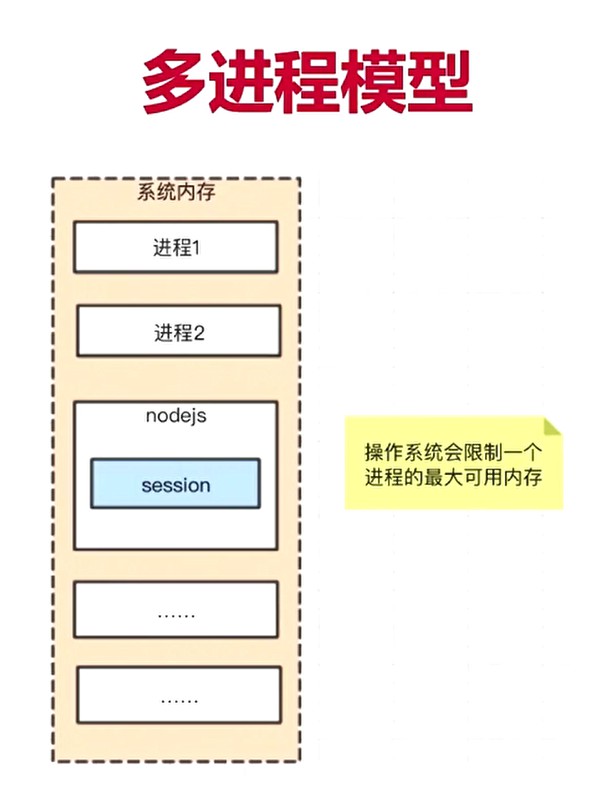 多进程模型
系统内存
进程1
进程2
nodejs
session
操作系统会限制一个
进程的最大可用内存
……
……